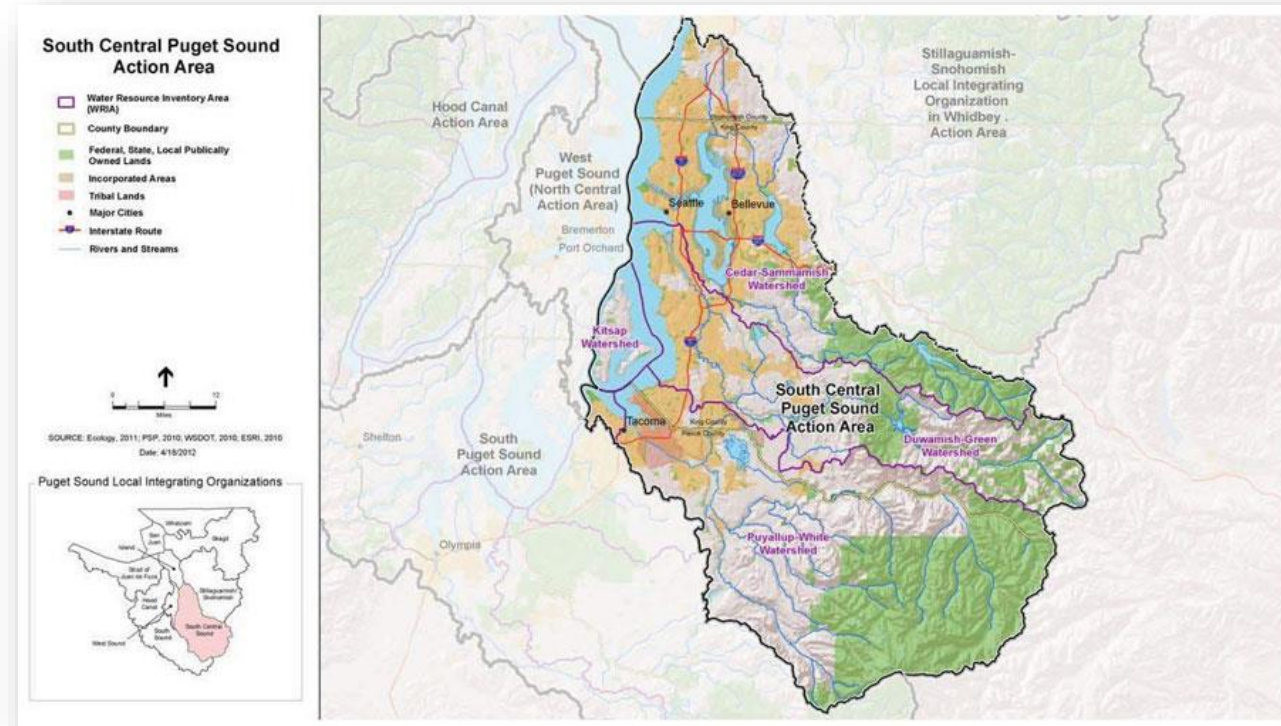 South Central Puget Sound
Action Area
Water Resource Inventory Area
(WRIA)
County Boundary
Federal, State, Local Publically
Owned Lands
Incorporated Areas
Tribal Lands
Major Cities
Interstate Route
Rivers and Streams
0 12
Miles
SOURCE: Ecology, 2011; PSP, 2010; WSDOT, 2010; ESRI, 2010
Date: 4/18/2012
Puget Sound Local Integrating Organizations
Whatcom
San
Juan
Skagit
Island
Strait of
Juan de Fuca
Stillaguamish/
Snohomish
Hood
Canal
South Central
Sound
South
Sound
West Sound
Hood Canal
Action Area
Stillaguamish-
Snohomish
Local Integrating
Organization
in Whidbey .
Action Area
West
Puget Sound
(North Central
Action Area)
Bremerton
Port Orchard
Snohomish County
King County
Seattle
Bellevue
Cedar-Sammamish
Watershed
Kitsap
Watershed
South Central
Puget Sound
Action Area
Tacoma
King County
Pierce County
Duwamish-Green
Watershed
Shelton
South
Puget Sound
Action Area
Puyallup-White
Watershed
Olympia